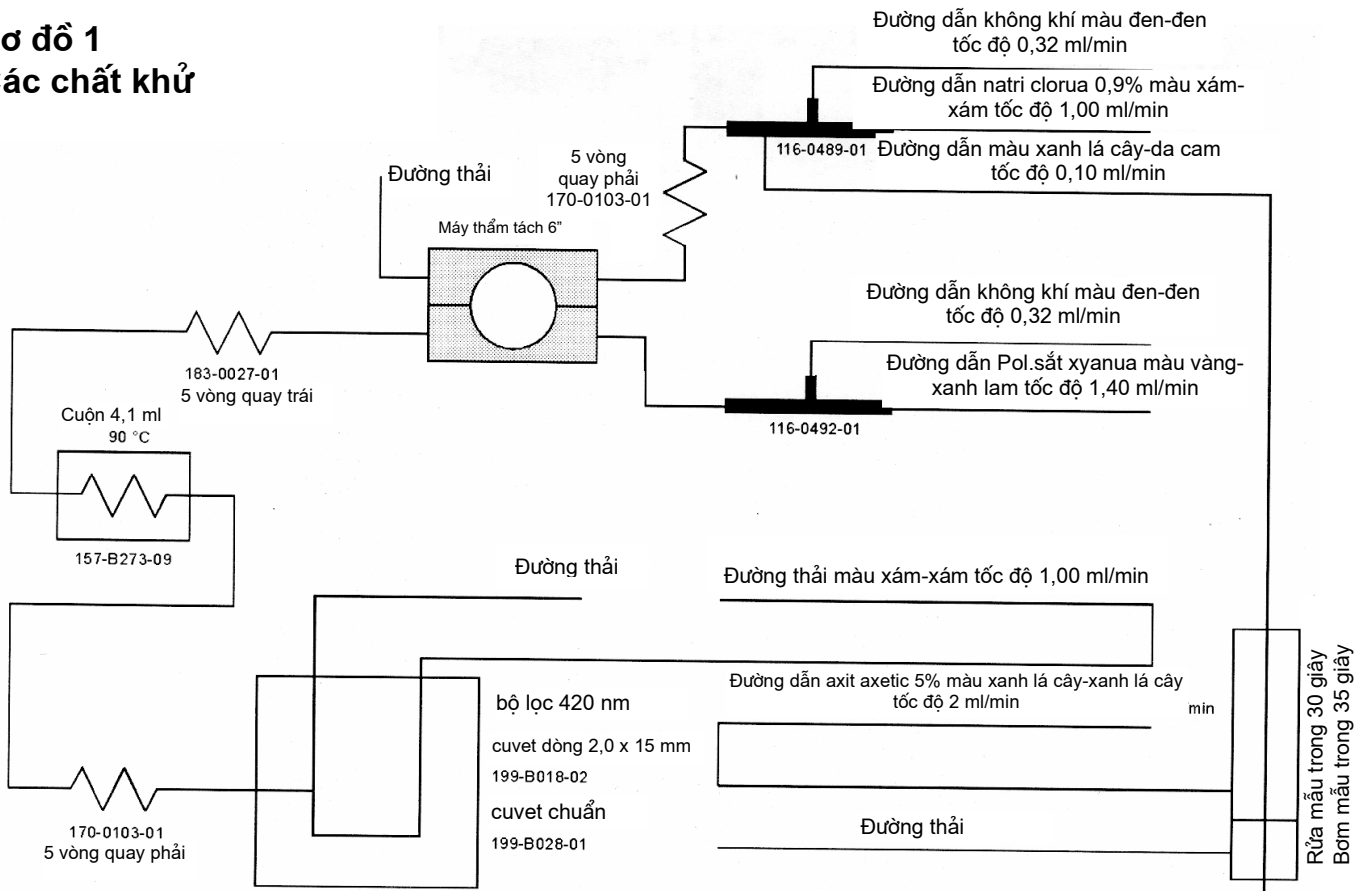 ơ đồ 1
ác chất khử
Đường dẫn không khí màu đen-đen
tốc độ 0,32 ml/min
Đường dẫn natri clorua 0,9% màu xám-
xám tốc độ 1,00 ml/min
116-0489-01
Đường dẫn màu xanh lá cây-da cam
tốc độ 0,10 ml/min
5 vòng
quay phải
170-0103-01
Đường thải
Máy thẩm tách 6”
Đường dẫn không khí màu đen-đen
tốc độ 0,32 ml/min
Đường dẫn Pol.sắt xyanua màu vàng-
xanh lam tốc độ 1,40 ml/min
116-0492-01
183-0027-01
5 vòng quay trái
Cuộn 4,1 ml
90 °C
157-B273-09
Đường thải
Đường thải màu xám-xám tốc độ 1,00 ml/min
Đường dẫn axit axetic 5% màu xanh lá cây-xanh lá cây
tốc độ 2 ml/min
min
bộ lọc 420 nm
cuvet dòng 2,0 x 15 mm
199-B018-02
cuvet chuẩn
199-B028-01
Đường thải
170-0103-01
5 vòng quay phải
Rửa mẫu trong 30 giây
Bơm mẫu trong 35 giây